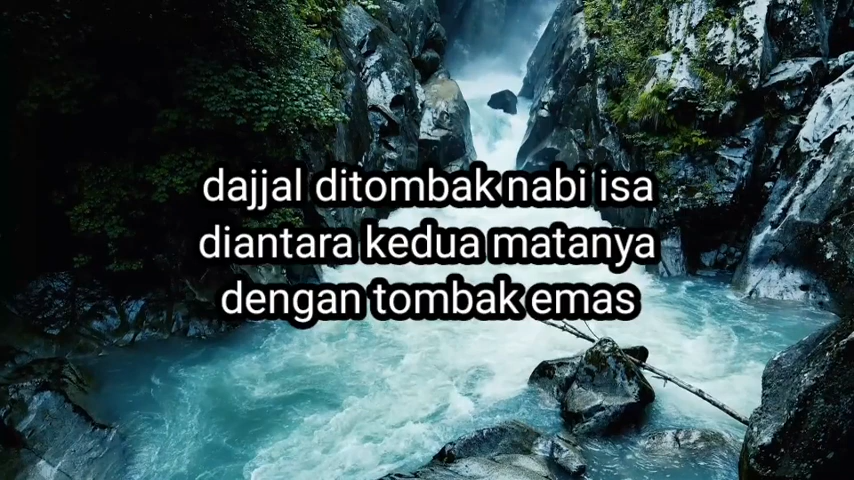 dajjal ditombak nabi isa
diantara kedua matanya
dengan tombak emas